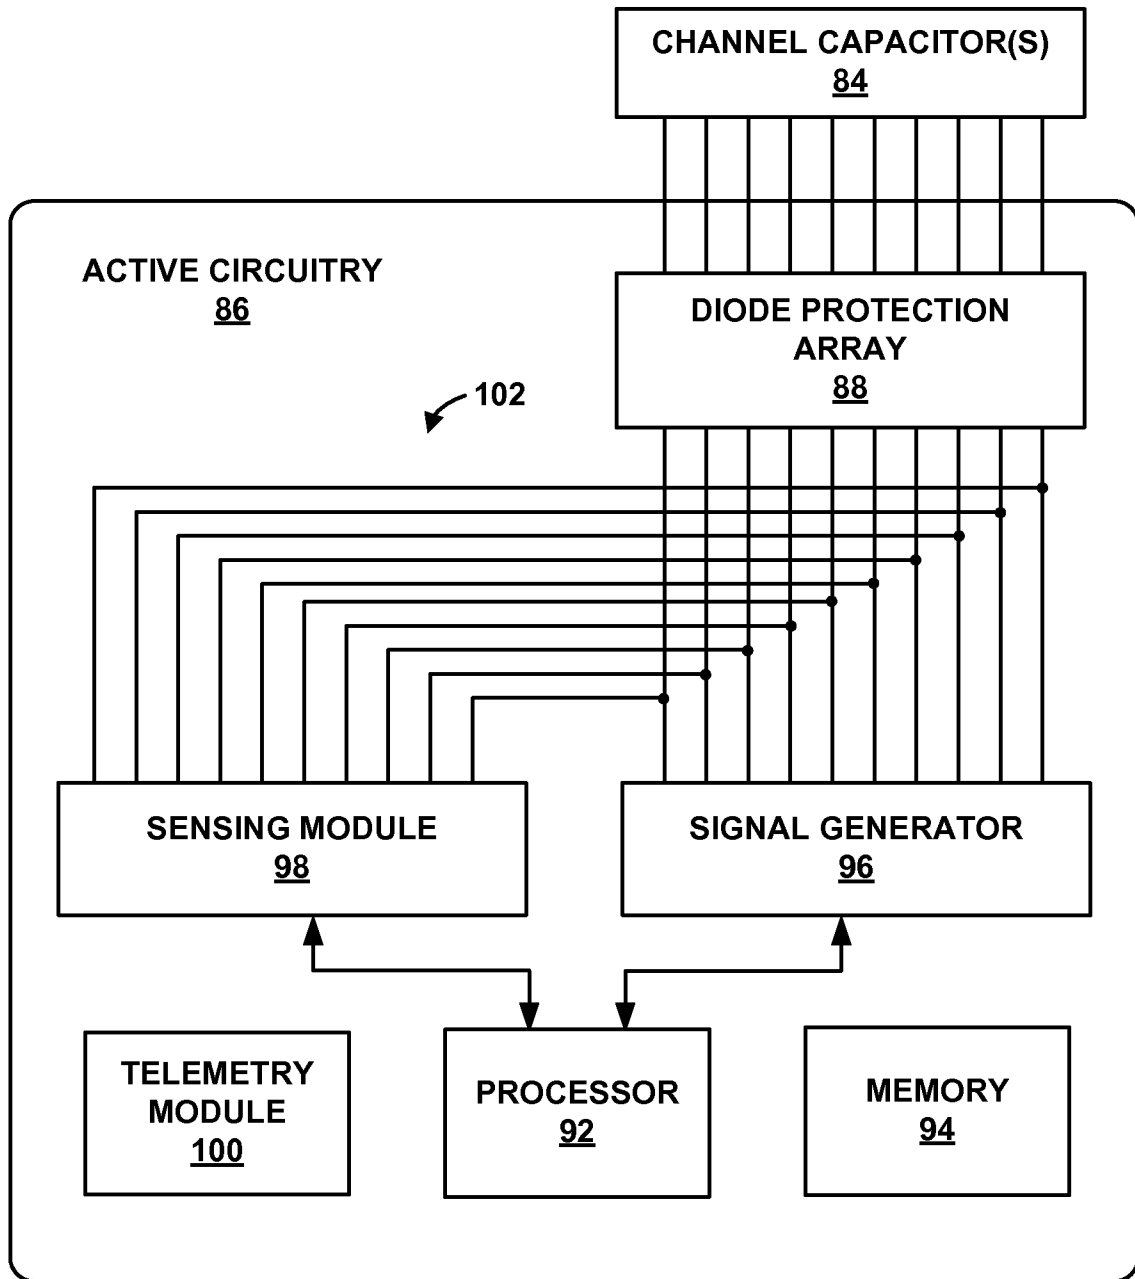 CHANNEL CAPACITOR(S)
84
ACTIVE CIRCUITRY
86
DIODE PROTECTION
ARRAY
88
102
SENSING MODULE
98
SIGNAL GENERATOR
96
TELEMETRY
MODULE
100
PROCESSOR
92
MEMORY
94